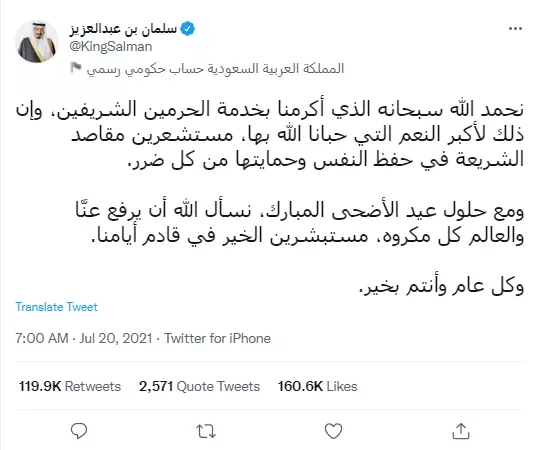 سلمان بن عبدالعزيز
@KingSalman
المملكة العربية السعودية حساب حكومي رسمي
نحمد الله سبحانه الذي أكرمنا بخدمة الحرمين الشريفين، وإن
ذلك لأكبر النعم التي حبانا الله بها، مستشعرين مقاصد
الشريعة في حفظ النفس وحمايتها من كل ضرر.
ومع حلول عيد الأضحى المبارك، نسأل الله أن يرفع عنَّا
والعالم كل مكروه، مستبشرين الخير في قادم أيامنا.
وكل عام وأنتم بخير.
Translate Tweet
7:00 AM · Jul 20, 2021 · Twitter for iPhone
119.9K Retweets 2,571 Quote Tweets 160.6K Likes